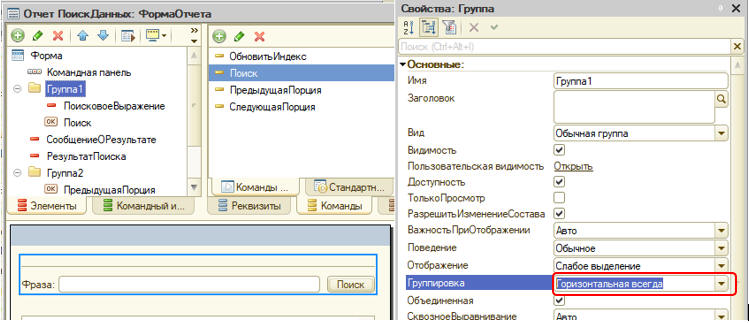 Отчет ПоискДанных: ФормаОтчета
Форма
Командная панель
Группа1
ПоисковоеВыражение
Поиск
СообщениеОРезультате
РезультатПоиска
Группа2
ПредыдущаяПорция
Элементы
Командный и...
ОбновитьИндекс
Поиск
ПредыдущаяПорция
СледующаяПорция
Команды ...
Стандартн...
Реквизиты
Команды
Параметры
Фраза:
Поиск
Свойства: Группа
Поиск (Ctrl+Alt+I)
Основные:
Имя Группа1
Заголовок
Вид Обычная группа
Видимость
Пользовательская видимость Открыть
Доступность
ТолькоПросмотр
РазрешитьИзменениеСостава
ВажностьПриОтображении Авто
Поведение Обычное
Отображение Слабое выделение
Группировка Горизонтальная всегда
Объединенная
СквозноеВыравнивание Авто